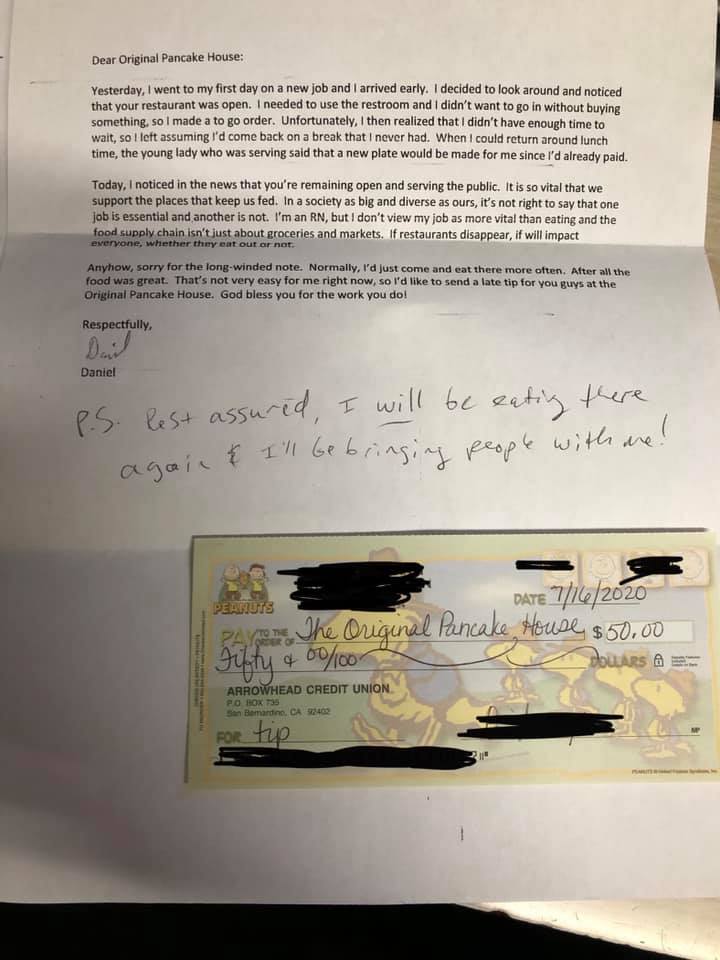 Dear Original Pancake House:
Yesterday, I went to my first day on a new job and I arrived early. I decided to look around and noticed
that your restaurant was open. I needed to use the restroom and I didn't want to go in without buying
something, so I made a to go order. Unfortunately, I then realized that I didn't have enough time to
wait, so I left assuming I'd come back on a break that I never had. When I could return around lunch
time, the young lady who was serving said that a new plate would be made for me since I'd already paid.
Today, I noticed in the news that you're remaining open and serving the public. It is so vital that we
support the places that keep us fed. In a society as big and diverse as ours, it's not right to say that one
job is essential and another is not. I'm an RN, but I don't view my job as more vital than eating and the
food supply chain isn't just about groceries and markets. If restaurants disappear, if will impact
everyone, whether they eat out or not.
Anyhow, sorry for the long-winded note. Normally, I'd just come and eat there more often. After all the
food was great. That's not very easy for me right now, so I'd like to send a late tip for you guys at the
Original Pancake House. God bless you for the work you do!
Respectfully,
Daniel
P.S. Rest assured, I will be eating there
again & I'll be bringing people with me!
PEANUTS
DATE 7/16/2020
PAY TO THE ORDER OF The Original Pancake House $ 50.00
Fifty & 00/100 DOLLARS
ARROWHEAD CREDIT UNION
P.O. BOX 735
San Bernardino, CA 92402
FOR tip
MP